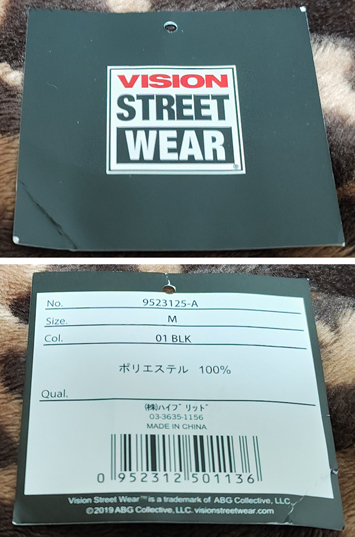 VISION
STREET
WEAR
No. 9523125-A
Size. M
Col. 01 BLK
ポリエステル 100%
Qual.
㈱ハイブリッド
03-3635-1156
MADE IN CHINA
0 952312 501136
Vision Street Wear™ is a trademark of ABG Collective, LLC
©2019 ABG Collective, LLC. visionstreetwear.com